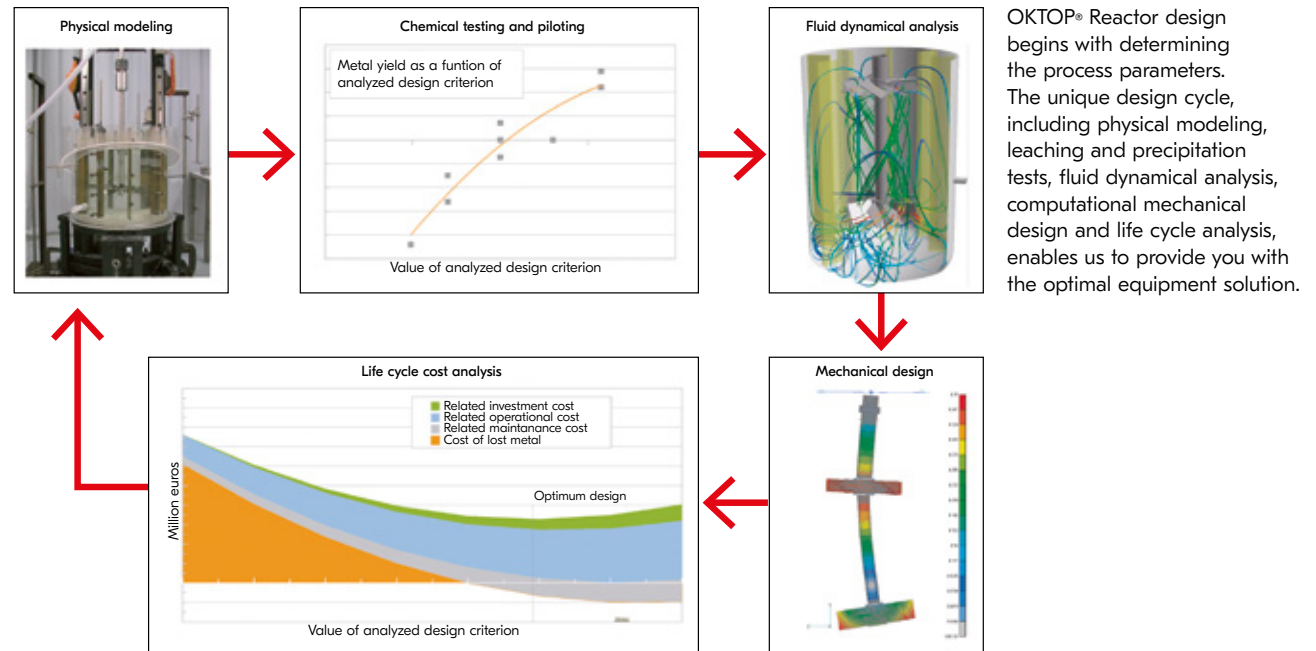 Physical modeling
Chemical testing and piloting
Metal yield as a funtion of
analyzed design criterion
Value of analyzed design criterion
Fluid dynamical analysis
OKTOP® Reactor design
begins with determining
the process parameters.
The unique design cycle,
including physical modeling,
leaching and precipitation
tests, fluid dynamical analysis,
computational mechanical
design and life cycle analysis,
enables us to provide you with
the optimal equipment solution.
Life cycle cost analysis
Related investment cost
Related operational cost
Related maintanance cost
Cost of lost metal
Million euros
Optimum design
Value of analyzed design criterion
Mechanical design